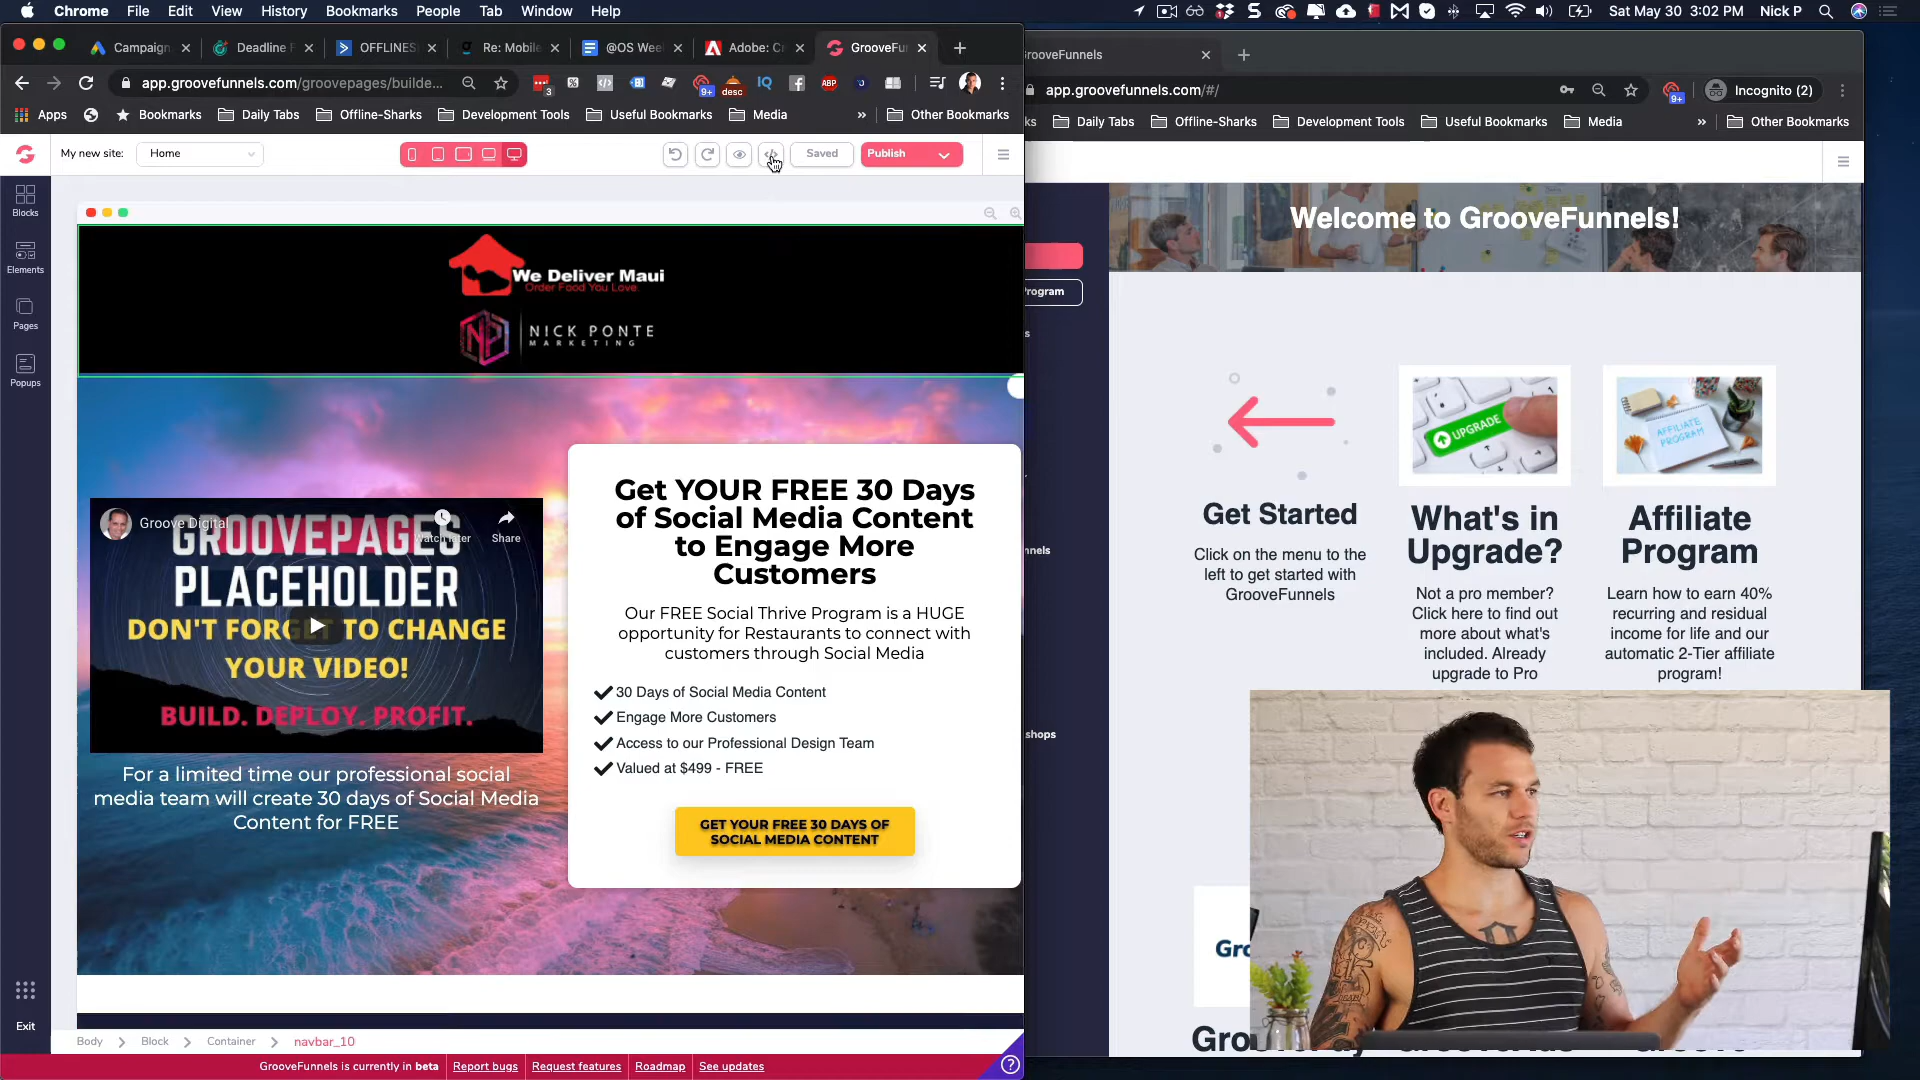 Chrome File Edit View History Bookmarks People Tab Window Help
Sat May 30 3:02 PM Nick P
Campaign
Deadline F
OFFLINES
Re: Mobile
@OS Wee
Adobe: Cr
GrooveFu
app.groovefunnels.com/groovepages/builde...
Apps
Bookmarks
Daily Tabs
Offline-Sharks
Development Tools
Useful Bookmarks
Media
Other Bookmarks
My new site:
Home
Saved
Publish
Blocks
Elements
Pages
Popups
Exit
We Deliver Maui
Order Food You Love.
NICK PONTE
MARKETING
Groove Digital
Watch later
Share
GROOVEPAGES
PLACEHOLDER
DON'T FORGET TO CHANGE
YOUR VIDEO!
BUILD. DEPLOY. PROFIT.
For a limited time our professional social
media team will create 30 days of Social Media
Content for FREE
Get YOUR FREE 30 Days
of Social Media Content
to Engage More
Customers
Our FREE Social Thrive Program is a HUGE
opportunity for Restaurants to connect with
customers through Social Media
30 Days of Social Media Content
Engage More Customers
Access to our Professional Design Team
Valued at $499 - FREE
GET YOUR FREE 30 DAYS OF
SOCIAL MEDIA CONTENT
Body
Block
Container
navbar_10
GrooveFunnels is currently in beta
Report bugs
Request features
Roadmap
See updates
rooveFunnels
app.groovefunnels.com/#/
Incognito (2)
ks
Daily Tabs
Offline-Sharks
Development Tools
Useful Bookmarks
Media
Other Bookmarks
Welcome to GrooveFunnels!
rogram
s
nnels
shops
Get Started
Click on the menu to the
left to get started with
GrooveFunnels
UPGRADE
What's in
Upgrade?
Not a pro member?
Click here to find out
more about what's
included. Already
upgrade to Pro
AFFILIATE
PROGRAM
Affiliate
Program
Learn how to earn 40%
recurring and residual
income for life and our
automatic 2-Tier affiliate
program!